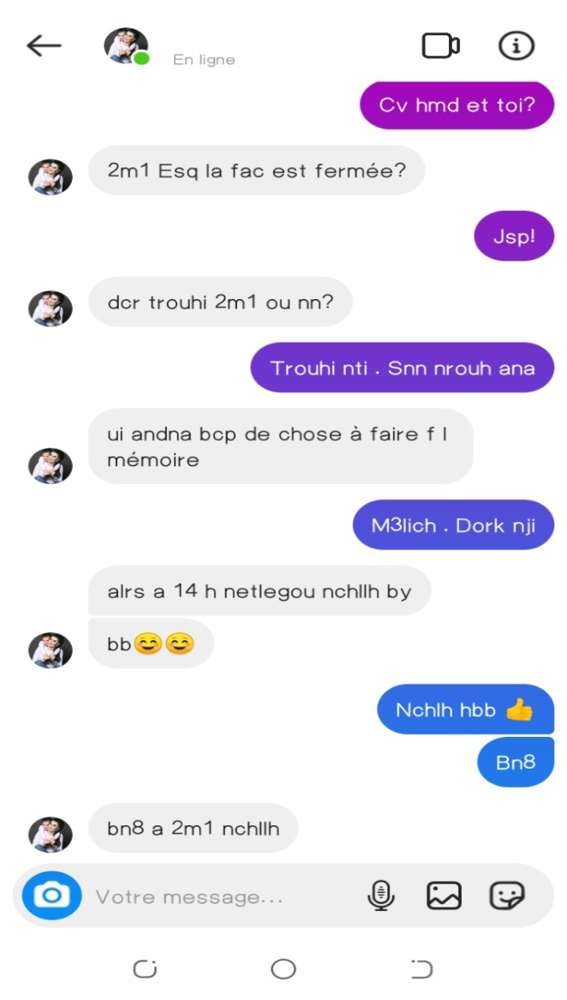 En ligne
Cv hmd et toi?
2m1 Esq la fac est fermée?
Jsp!
dcr trouhi 2m1 ou nn?
Trouhi nti . Snn nrouh ana
ui andna bcp de chose à faire f l
mémoire
M3lich . Dork nji
alrs a 14 h netlegou nchllh by
bb😊😊
Nchlh hbb 👍
Bn8
bn8 a 2m1 nchllh
Votre message...